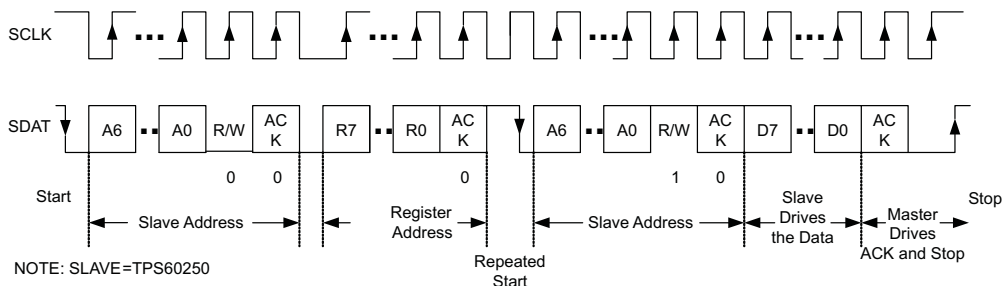 SCLK
SDAT
A6
A0
R/W
AC
K
R7
R0
AC
K
A6
A0
R/W
AC
K
D7
D0
AC
K
0
0
0
1
0
Start
Slave Address
Register
Address
Slave Address
Slave
Drives
the Data
Master
Drives
ACK and Stop
Stop
Repeated
Start
NOTE: SLAVE=TPS60250